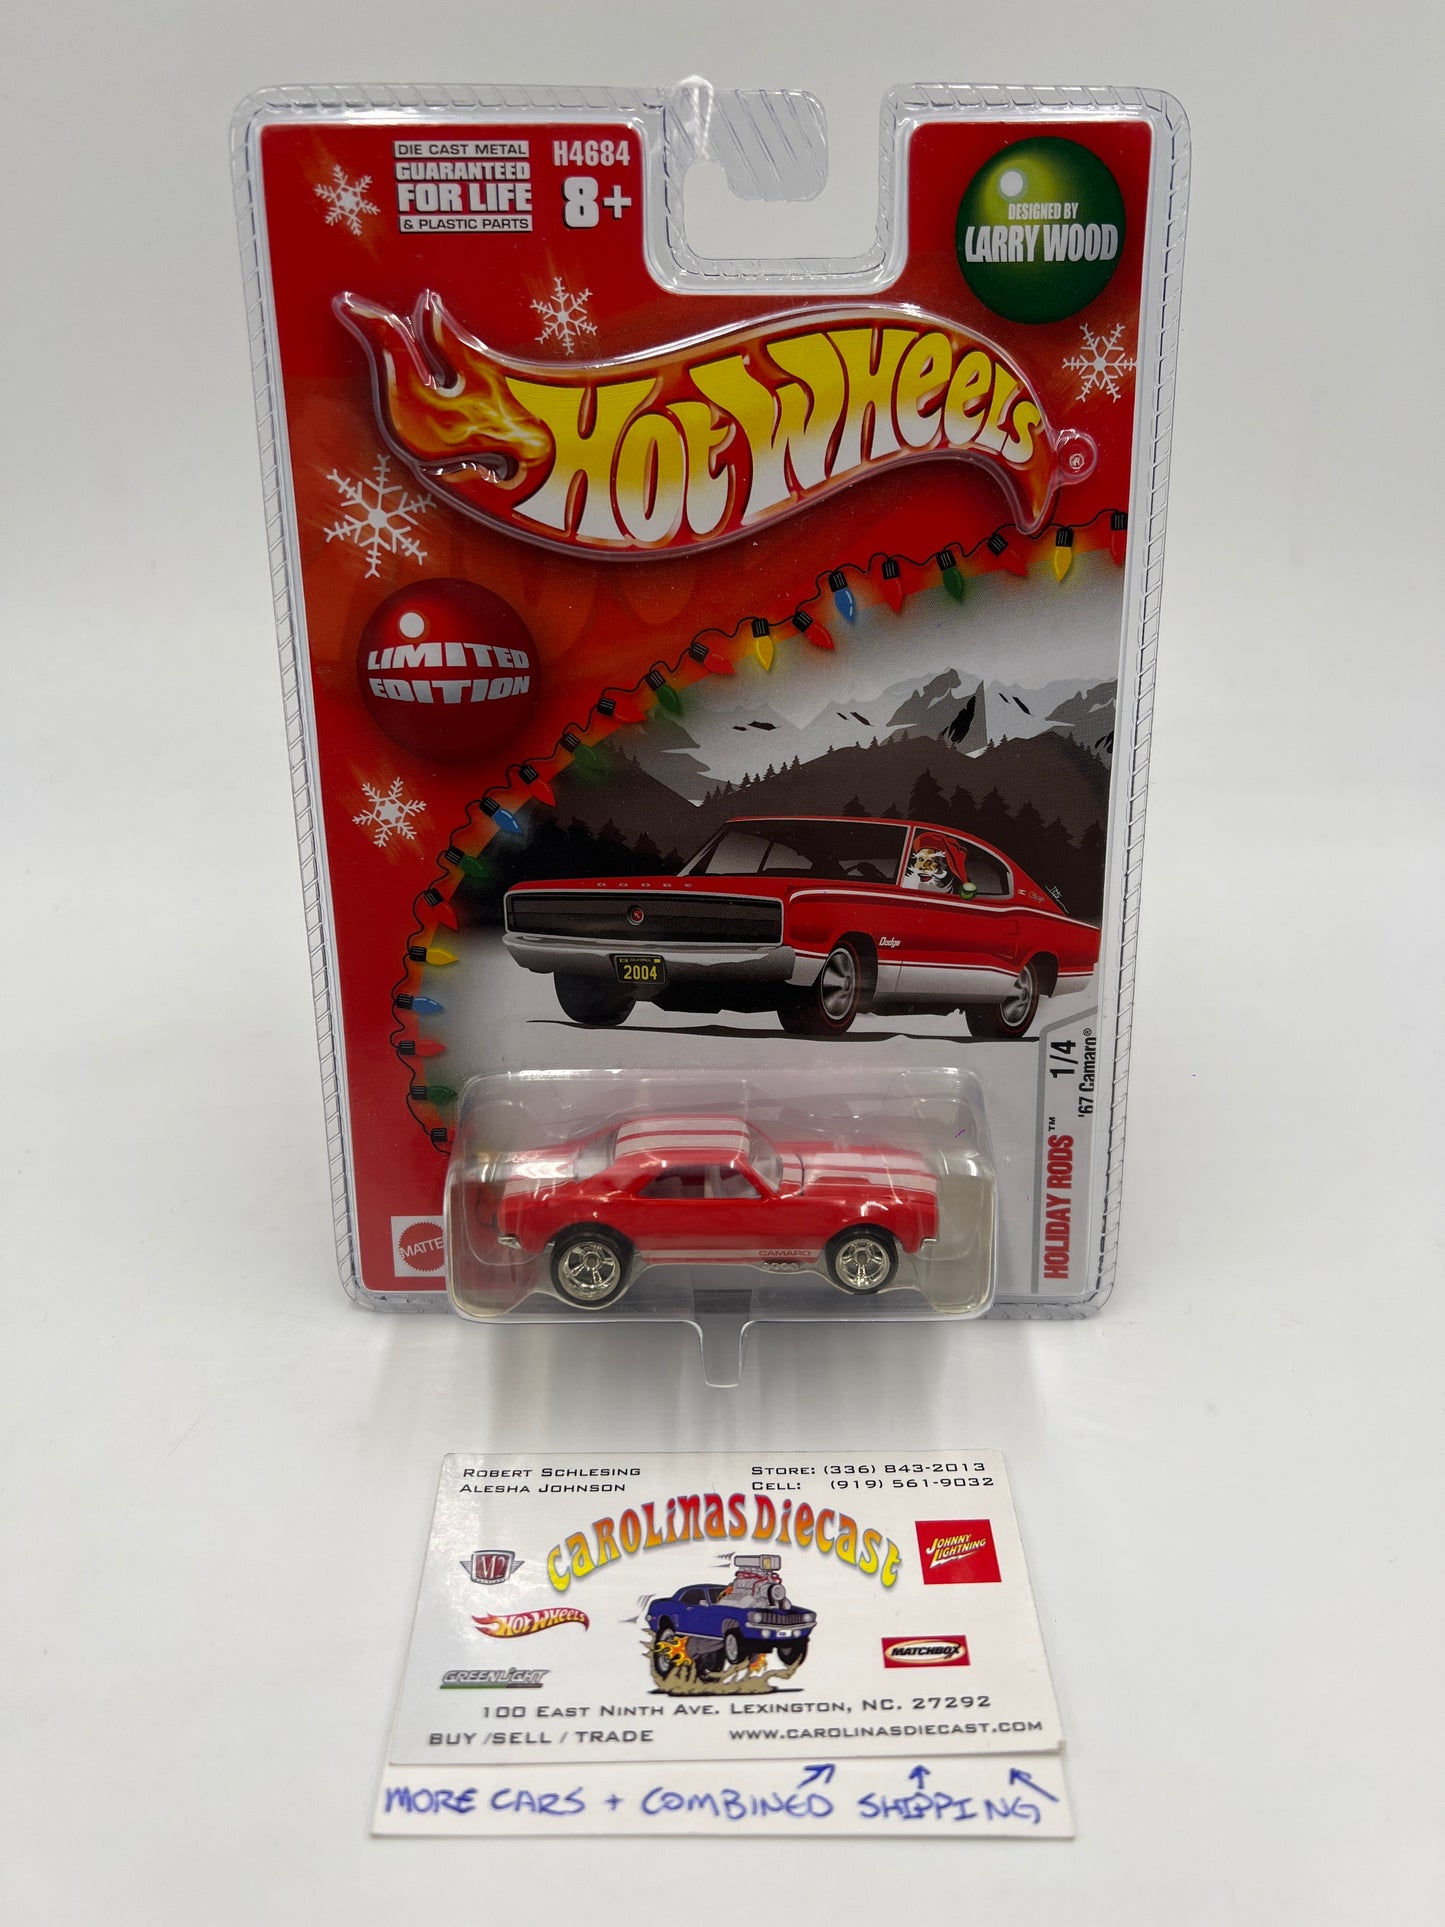 DIE CAST METAL
GUARANTEED
FOR LIFE
& PLASTIC PARTS
H4684
8+
DESIGNED BY
LARRY WOOD
HOT WHEELS
®
LIMITED
EDITION
DODGE
Dodge
CALIFORNIA
2004
HOLIDAY RODS™ 1/4
'67 Camaro®
MATTE
CAMARO
ROBERT SCHLESING
ALESHA JOHNSON
STORE: (336) 843-2013
CELL: (919) 561-9032
CAROLINAS DIECAST
M2
JOHNNY
LIGHTNING
HOT WHEELS
MATCHBOX
GREENLIGHT
100 EAST NINTH AVE. LEXINGTON, NC. 27292
BUY /SELL / TRADE
WWW.CAROLINASDIECAST.COM
MORE CARS + COMBINED SHIPPING